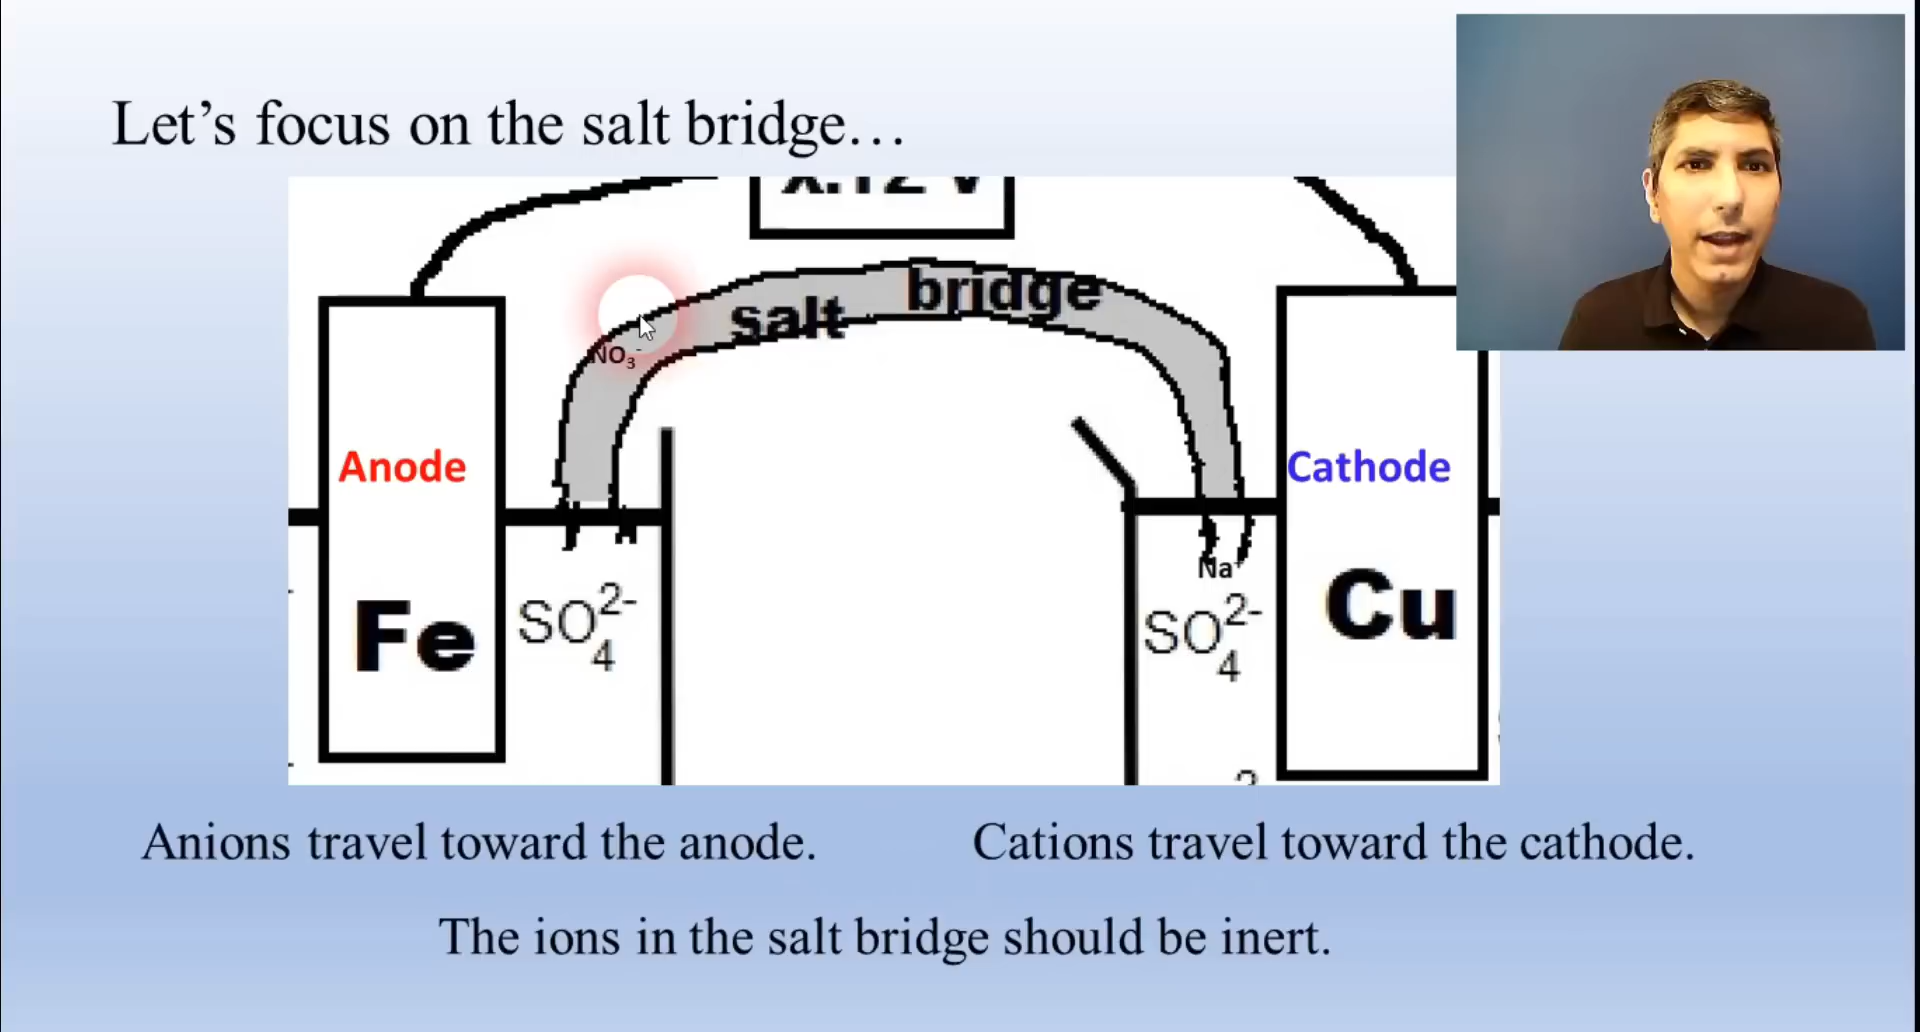 Let's focus on the salt bridge…
salt bridge
NO₃⁻
Anode
Cathode
Na⁺
Fe
SO₄²⁻
SO₄²⁻
Cu
Anions travel toward the anode.
Cations travel toward the cathode.
The ions in the salt bridge should be inert.